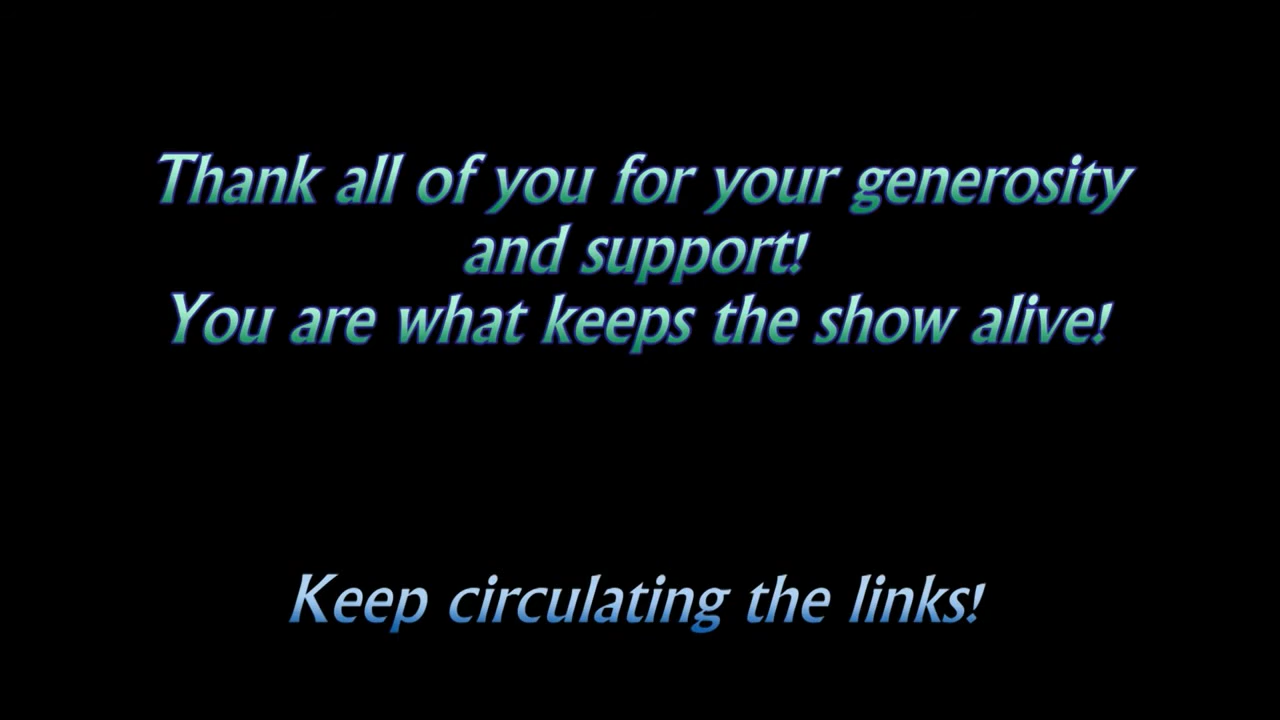 Thank all of you for your generosity
and support!
You are what keeps the show alive!
Keep circulating the links!